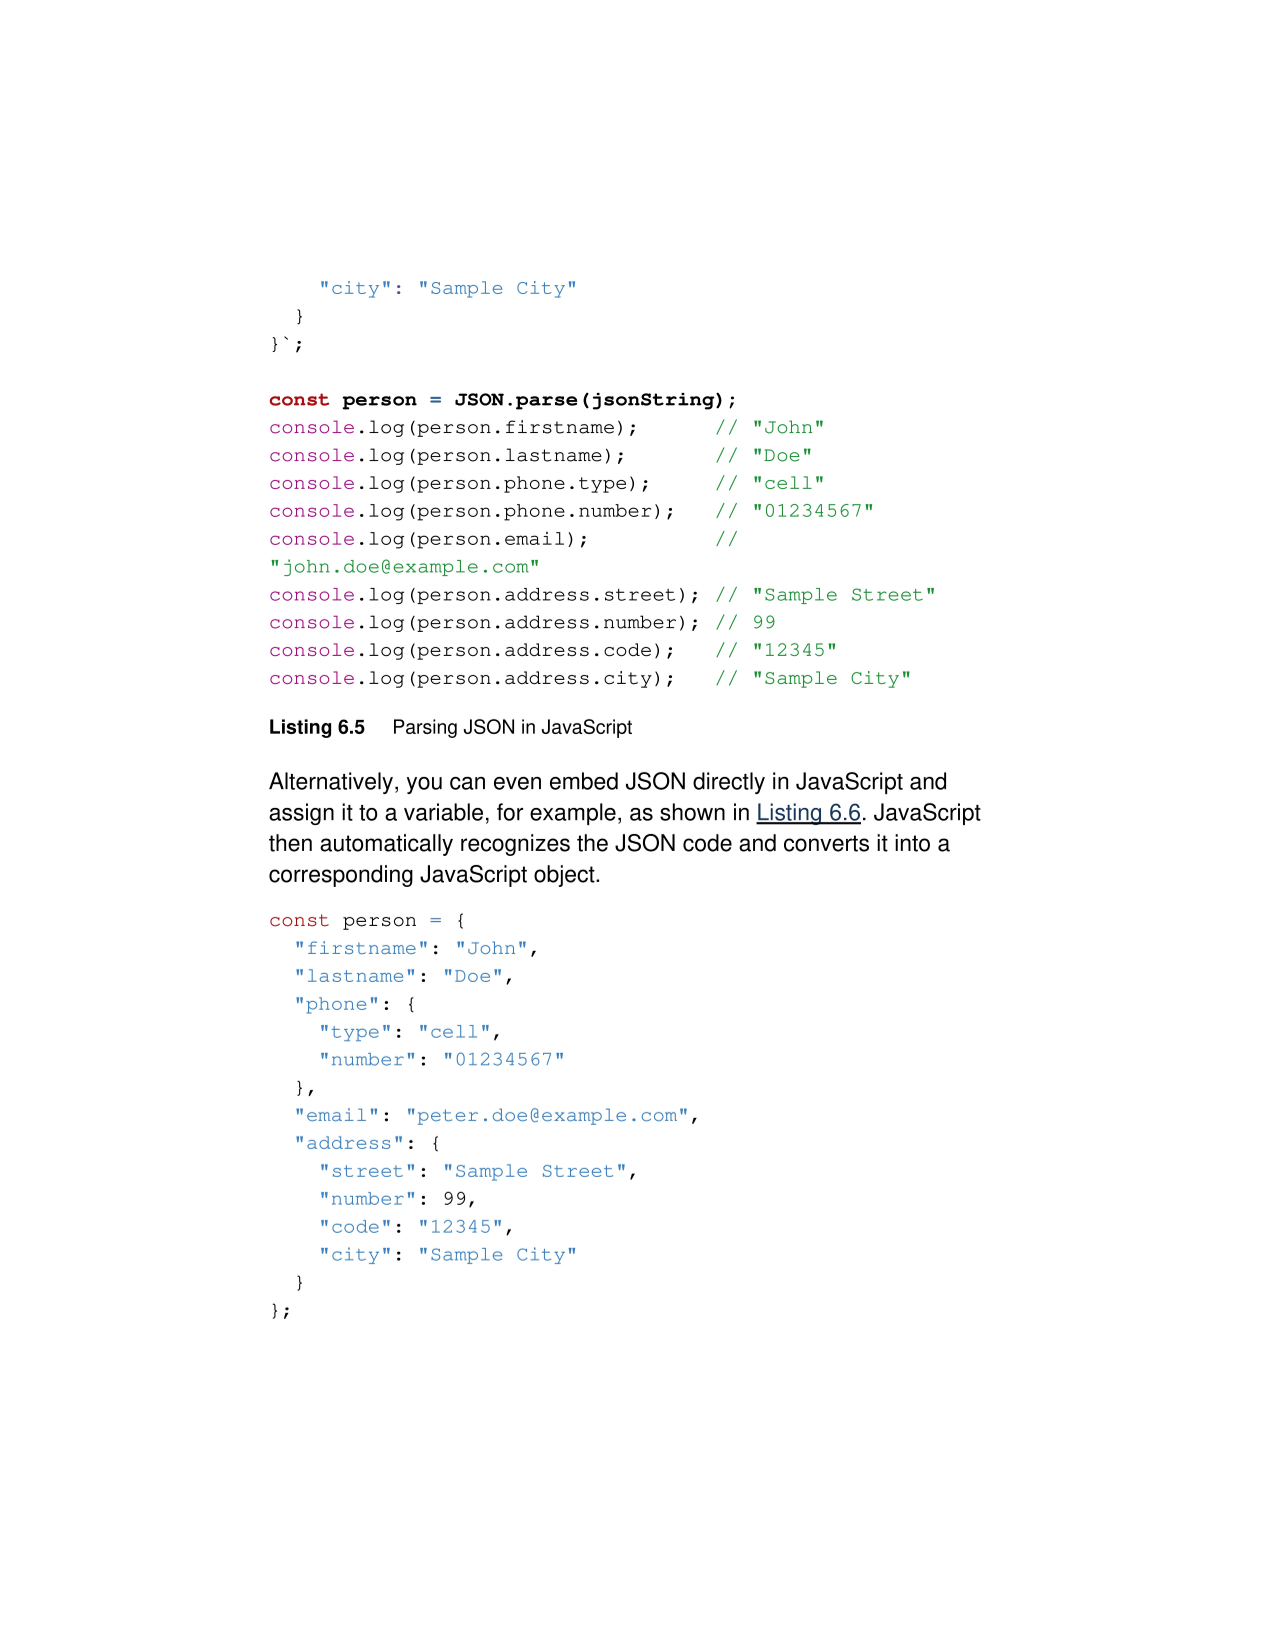 "city": "Sample City"
  }
}`;
const person = JSON.parse(jsonString);
console.log(person.firstname);      // "John"
console.log(person.lastname);       // "Doe"
console.log(person.phone.type);     // "cell"
console.log(person.phone.number);   // "01234567"
console.log(person.email);          //
"john.doe@example.com"
console.log(person.address.street); // "Sample Street"
console.log(person.address.number); // 99
console.log(person.address.code);   // "12345"
console.log(person.address.city);   // "Sample City"
Listing 6.5 Parsing JSON in JavaScript
Alternatively, you can even embed JSON directly in JavaScript and
assign it to a variable, for example, as shown in Listing 6.6. JavaScript
then automatically recognizes the JSON code and converts it into a
corresponding JavaScript object.
const person = {
  "firstname": "John",
  "lastname": "Doe",
  "phone": {
    "type": "cell",
    "number": "01234567"
  },
  "email": "peter.doe@example.com",
  "address": {
    "street": "Sample Street",
    "number": 99,
    "code": "12345",
    "city": "Sample City"
  }
};